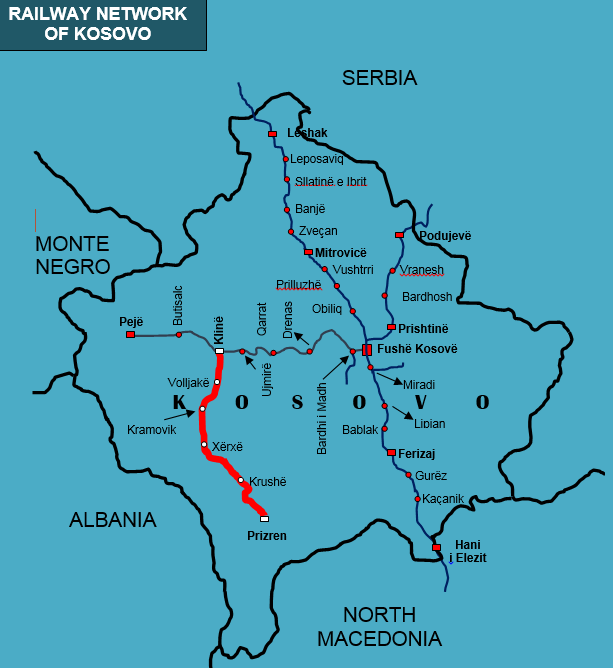 RAILWAY NETWORK
OF KOSOVO
SERBIA
Leshak
Leposaviq
Sllatinë e Ibrit
Banjë
Zveçan
MONTE
NEGRO
Podujevë
Mitrovicë
Vushtrri
Vranesh
Prilluzhë
Bardhosh
Obiliq
Pejë
Butisalc
Klinë
Qarrat
Drenas
Prishtinë
Fushë Kosovë
Ujmirë
Bardhi i Madh
Miradi
Volljakë
K O S O V O
Kramovik
Lipjan
Bablak
Xërxë
Ferizaj
Krushë
Gurëz
Kaçanik
ALBANIA
Prizren
Hani
i Elezit
NORTH
MACEDONIA